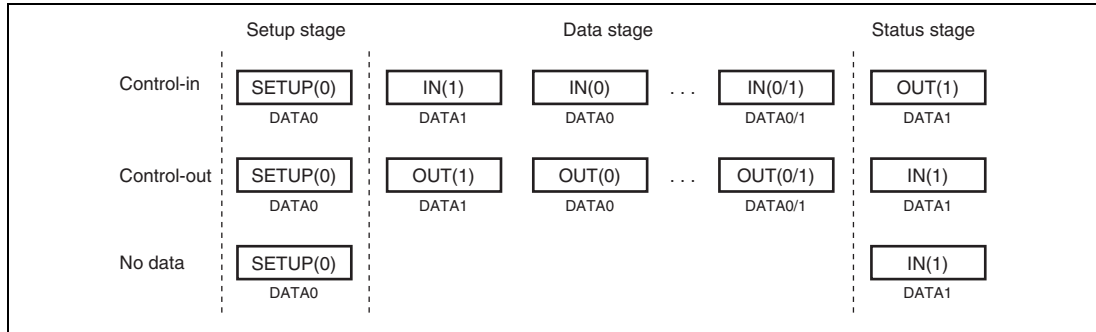 Setup stage Data stage Status stage
Control-in SETUP(0) IN(1) IN(0) . . . IN(0/1) OUT(1)
DATA0 DATA1 DATA0 DATA0/1 DATA1
Control-out SETUP(0) OUT(1) OUT(0) . . . OUT(0/1) IN(1)
DATA0 DATA1 DATA0 DATA0/1 DATA1
No data SETUP(0) IN(1)
DATA0 DATA1